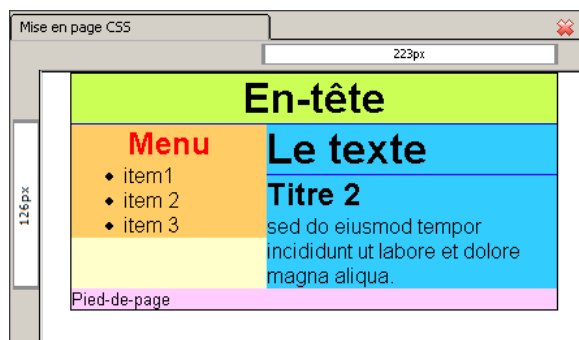 Mise en page CSS
223px
En-tête
Menu
• item1
• item 2
• item 3
Le texte
Titre 2
sed do eiusmod tempor
incididunt ut labore et dolore
magna aliqua.
126px
Pied-de-page